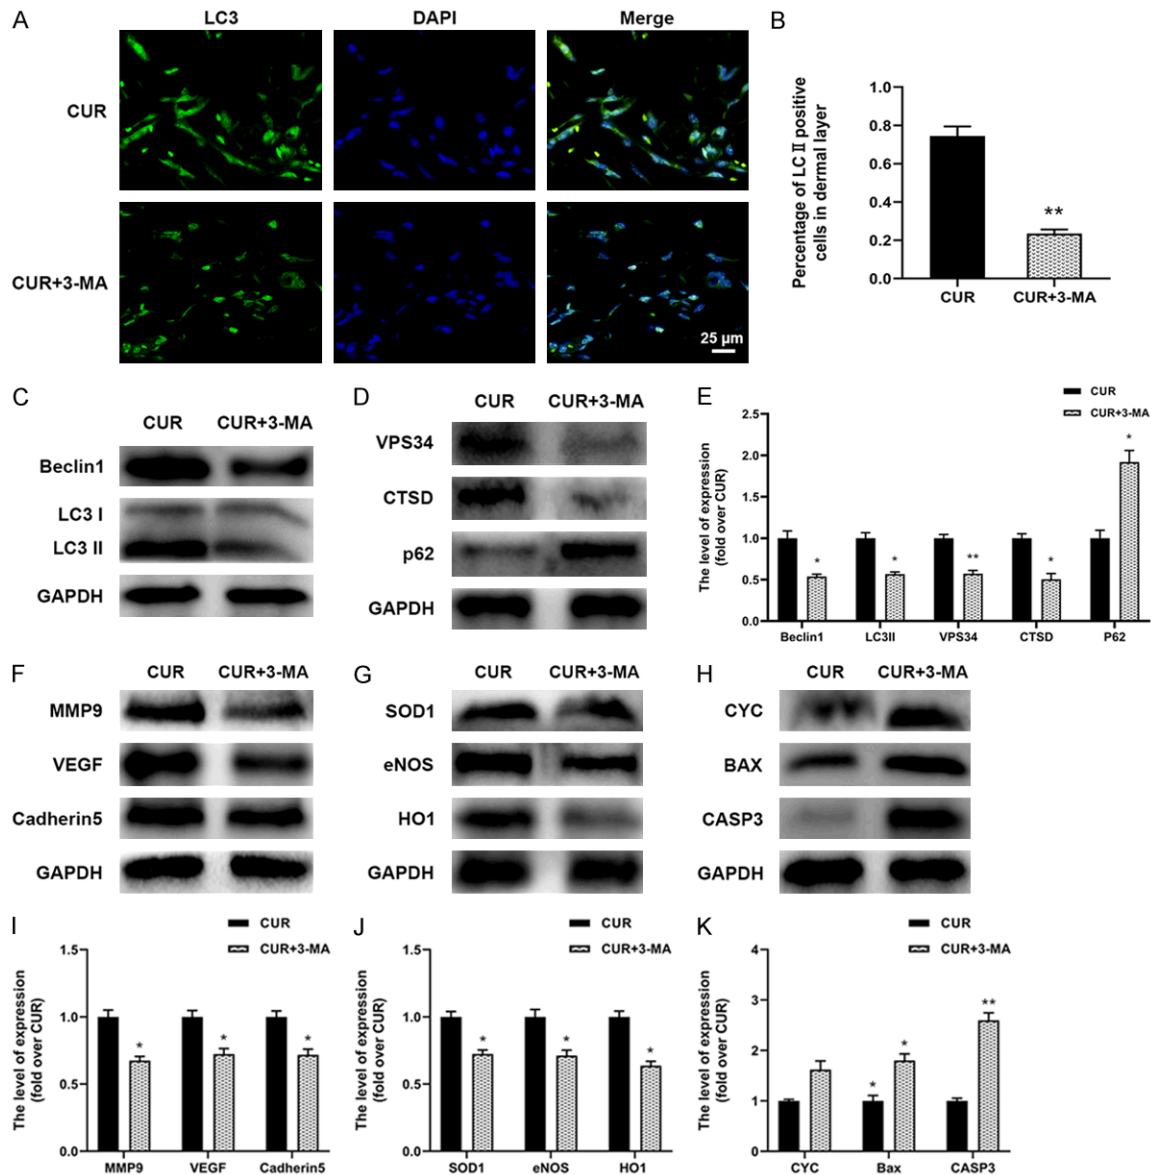 A
LC3 DAPI Merge
CUR
CUR+3-MA
25 μm
B
Percentage of LC Ⅱ positive
cells in dermal layer
1.0
0.8
0.6
0.4
0.2
0.0
**
CUR CUR+3-MA
C
CUR CUR+3-MA
Beclin1
LC3 I
LC3 II
GAPDH
D
CUR CUR+3-MA
VPS34
CTSD
p62
GAPDH
E
CUR
CUR+3-MA
The level of expression
(fold over CUR)
2.5
2.0
1.5
1.0
0.5
0.0
* * ** * *
Beclin1 LC3II VPS34 CTSD P62
F
CUR CUR+3-MA
MMP9
VEGF
Cadherin5
GAPDH
G
CUR CUR+3-MA
SOD1
eNOS
HO1
GAPDH
H
CUR CUR+3-MA
CYC
BAX
CASP3
GAPDH
I
CUR
CUR+3-MA
The level of expression
(fold over CUR)
1.5
1.0
0.5
0.0
* * *
MMP9 VEGF Cadherin5
J
CUR
CUR+3-MA
The level of expression
(fold over CUR)
1.5
1.0
0.5
0.0
* * *
SOD1 eNOS HO1
K
CUR
CUR+3-MA
The level of expression
(fold over CUR)
4
3
2
1
0
* * **
CYC Bax CASP3